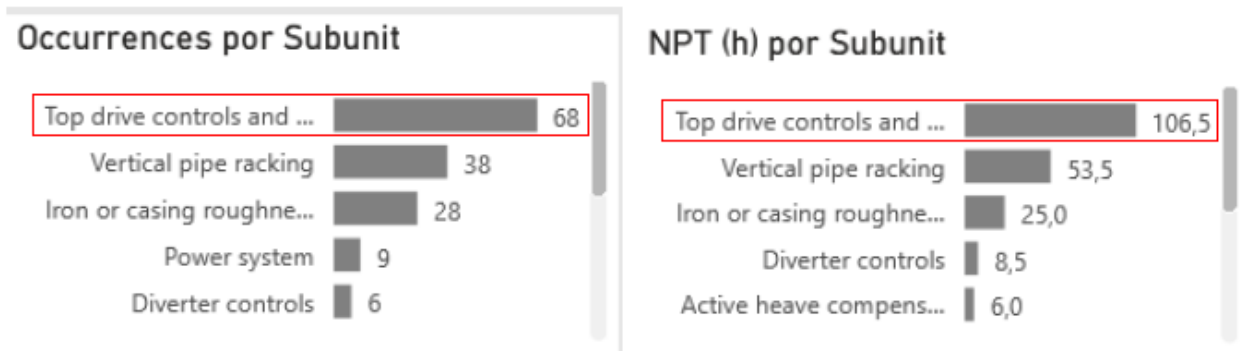 Occurrences por Subunit
Top drive controls and ... 68
Vertical pipe racking 38
Iron or casing roughne... 28
Power system 9
Diverter controls 6
NPT (h) por Subunit
Top drive controls and ... 106,5
Vertical pipe racking 53,5
Iron or casing roughne... 25,0
Diverter controls 8,5
Active heave compens... 6,0